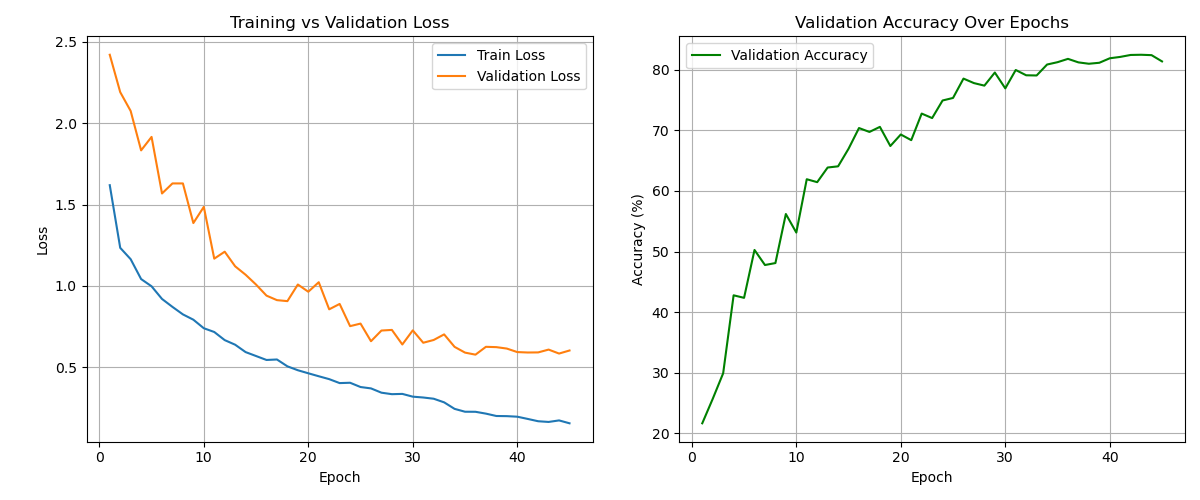 Training vs Validation Loss
Train Loss
Validation Loss
2.5
2.0
1.5
1.0
0.5
Loss
0 10 20 30 40
Epoch
Validation Accuracy Over Epochs
Validation Accuracy
80
70
60
50
40
30
20
Accuracy (%)
0 10 20 30 40
Epoch